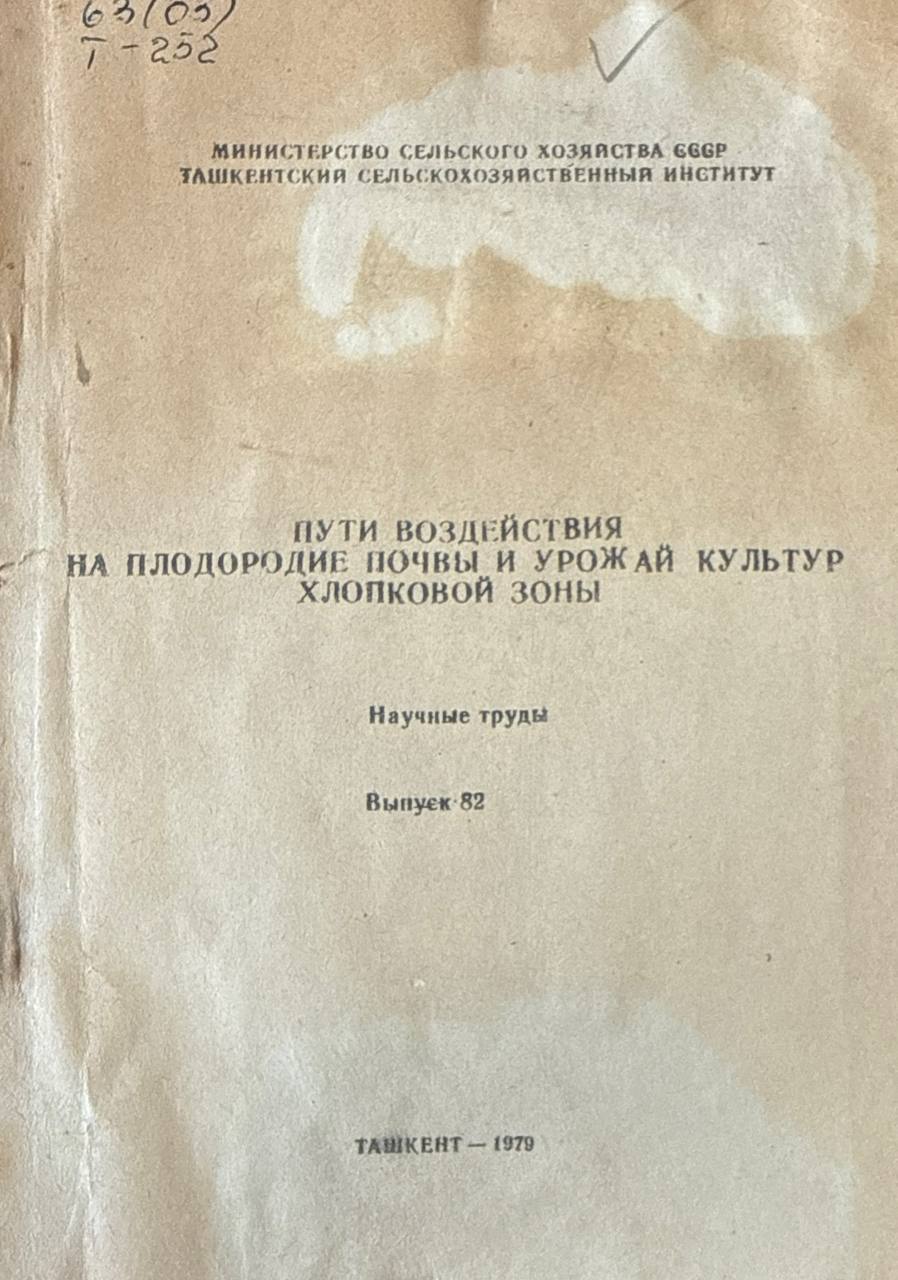 63(05)
Т-252
МИНИСТЕРСТВО СЕЛЬСКОГО ХОЗЯЙСТВА СССР
ТАШКЕНТСКИЙ СЕЛЬСКОХОЗЯЙСТВЕННЫЙ ИНСТИТУТ
ПУТИ ВОЗДЕЙСТВИЯ
НА ПЛОДОРОДИЕ ПОЧВЫ И УРОЖАЙ КУЛЬТУР
ХЛОПКОВОЙ ЗОНЫ
Научные труды
Выпуск 82
ТАШКЕНТ — 1979